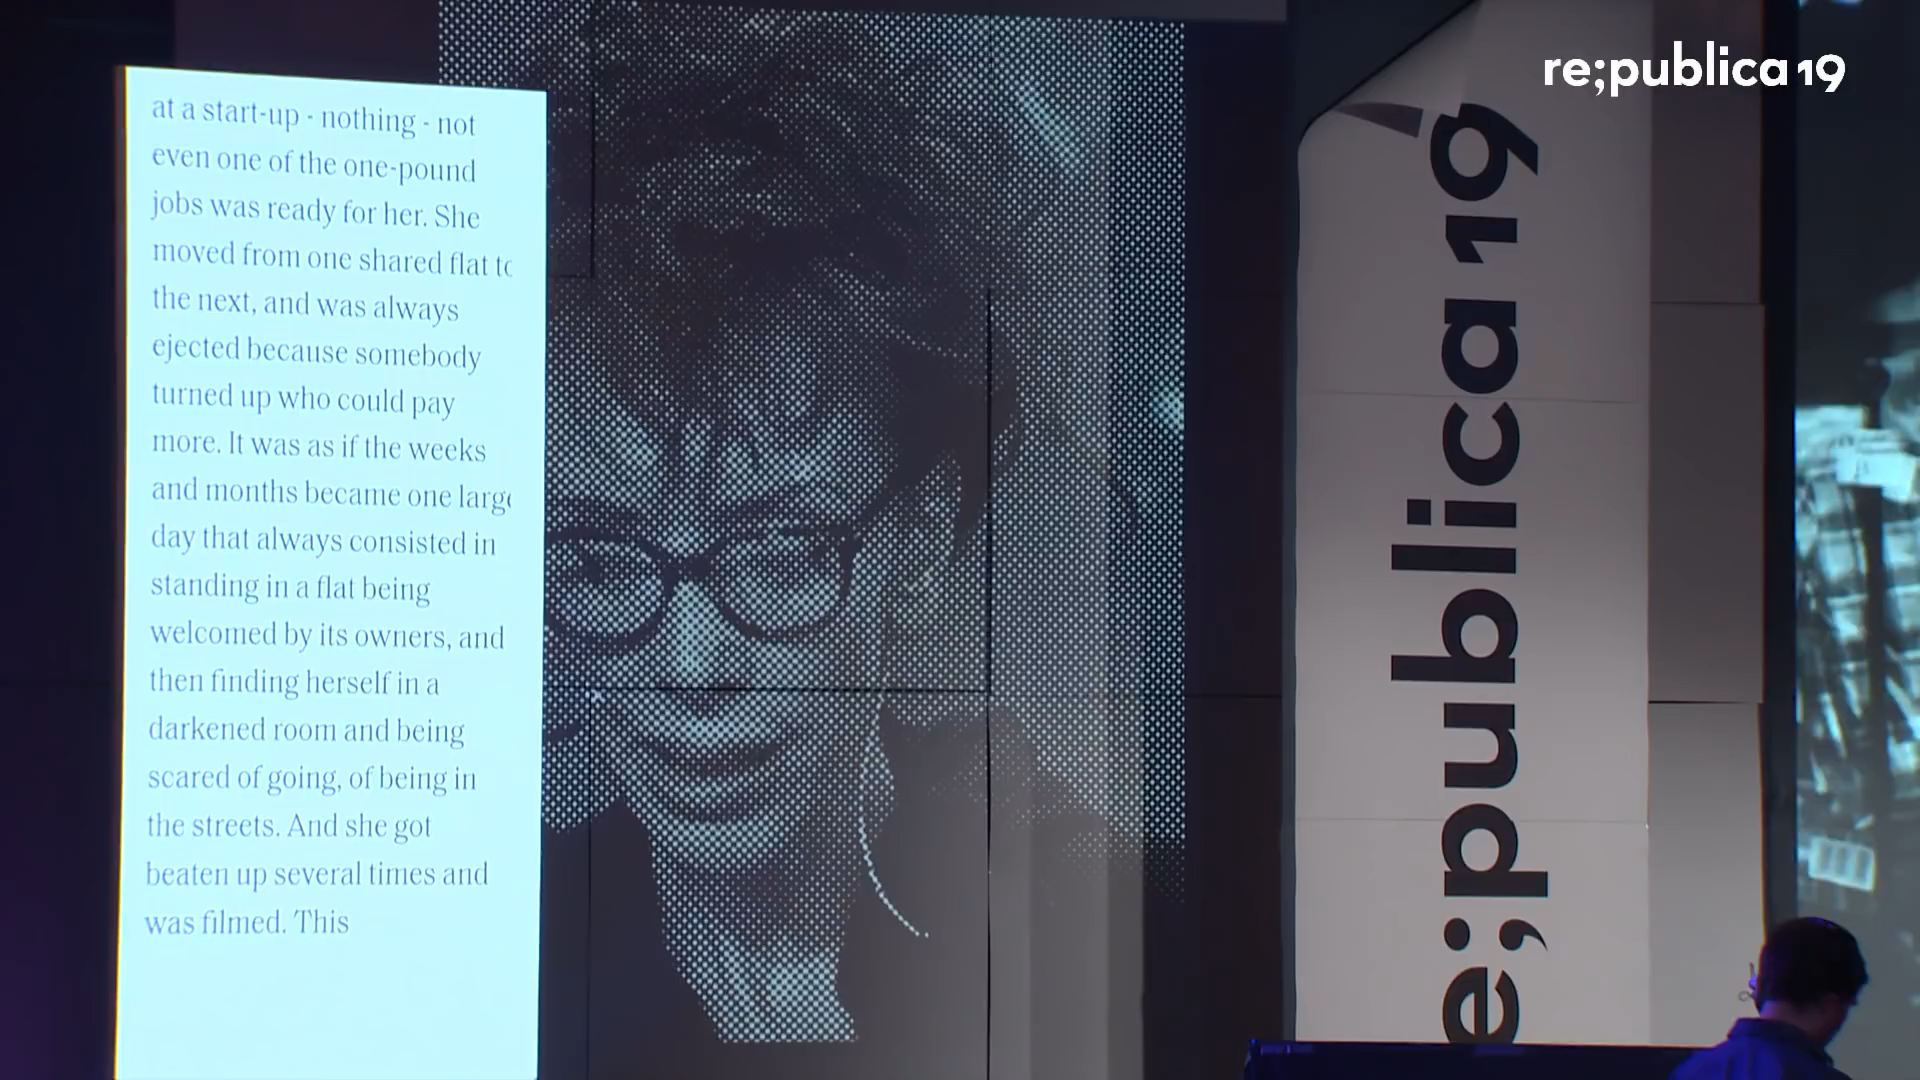 at a start-up - nothing - not
even one of the one-pound
jobs was ready for her. She
moved from one shared flat to
the next, and was always
ejected because somebody
turned up who could pay
more. It was as if the weeks
and months became one large
day that always consisted in
standing in a flat being
welcomed by its owners, and
then finding herself in a
darkened room and being
scared of going, of being in
the streets. And she got
beaten up several times and
was filmed. This
re;publica 19
e;publica 19